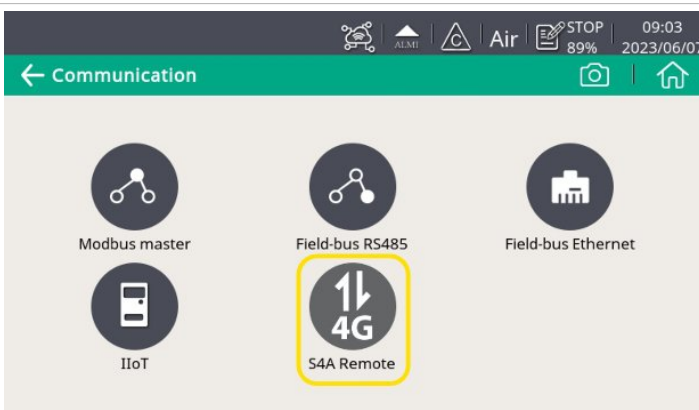 ALM1 C Air STOP 09:03
89% 2023/06/07
Communication
Modbus master Field-bus RS485 Field-bus Ethernet
4G
IIoT S4A Remote